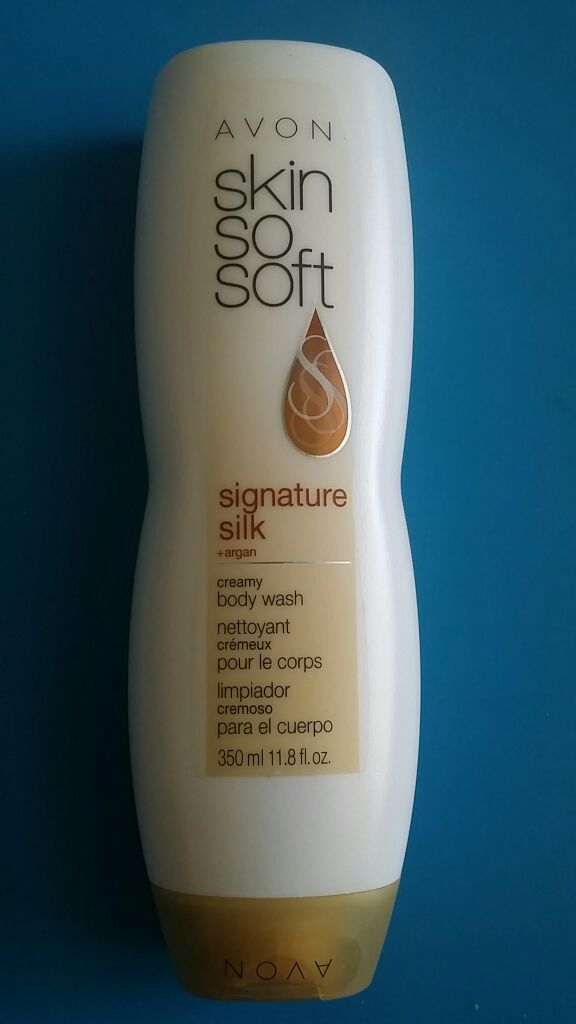 AVON
skin
so
soft
signature
silk
+argan
creamy
body wash
nettoyant
crémeux
pour le corps
limpiador
cremoso
para el cuerpo
350 ml 11.8 fl. oz.
AVON